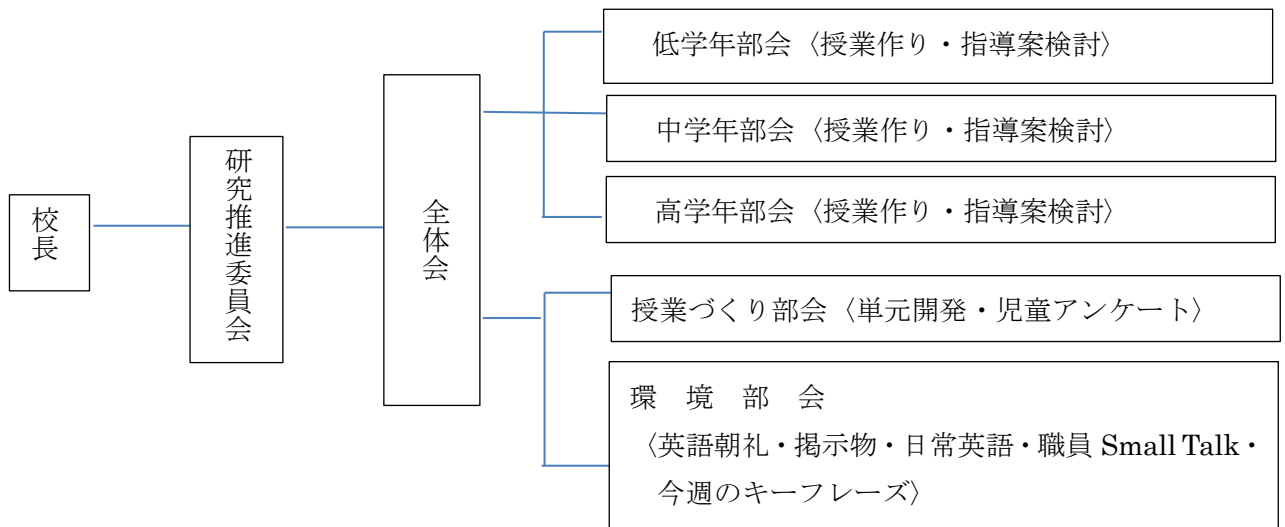 校長
研究推進委員会
全体会
低学年部会〈授業作り・指導案検討〉
中学年部会〈授業作り・指導案検討〉
高学年部会〈授業作り・指導案検討〉
授業づくり部会〈単元開発・児童アンケート〉
環　境　部　会
〈英語朝礼・掲示物・日常英語・職員 Small Talk・
今週のキーフレーズ〉